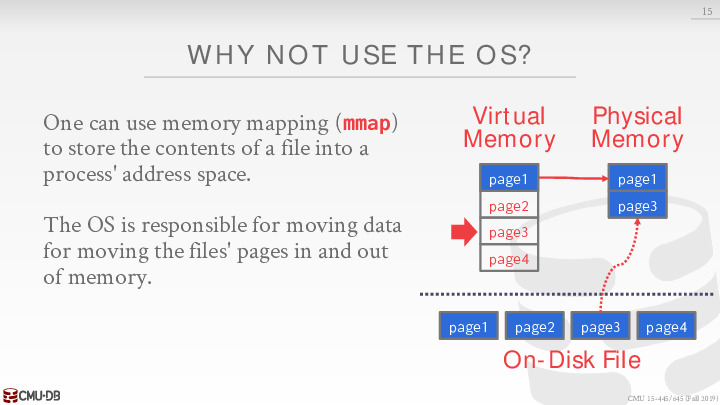 15
WHY NOT USE THE OS?
One can use memory mapping (mmap)
to store the contents of a file into a
process' address space.
The OS is responsible for moving data
for moving the files' pages in and out
of memory.
Virtual
Memory
Physical
Memory
page1
page2
page3
page4
page1
page3
page1 page2 page3 page4
On-Disk File
CMU·DB
CMU 15-445/645 (Fall 2019)